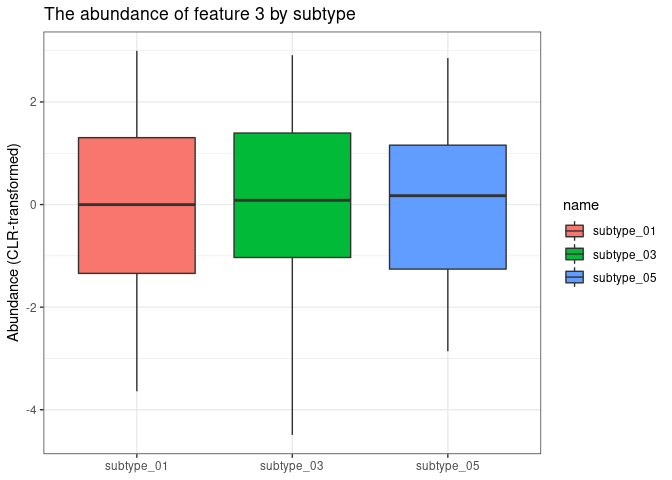 The abundance of feature 3 by subtype
Abundance (CLR-transformed)
2
0
-2
-4
subtype_01
subtype_03
subtype_05
name
subtype_01
subtype_03
subtype_05